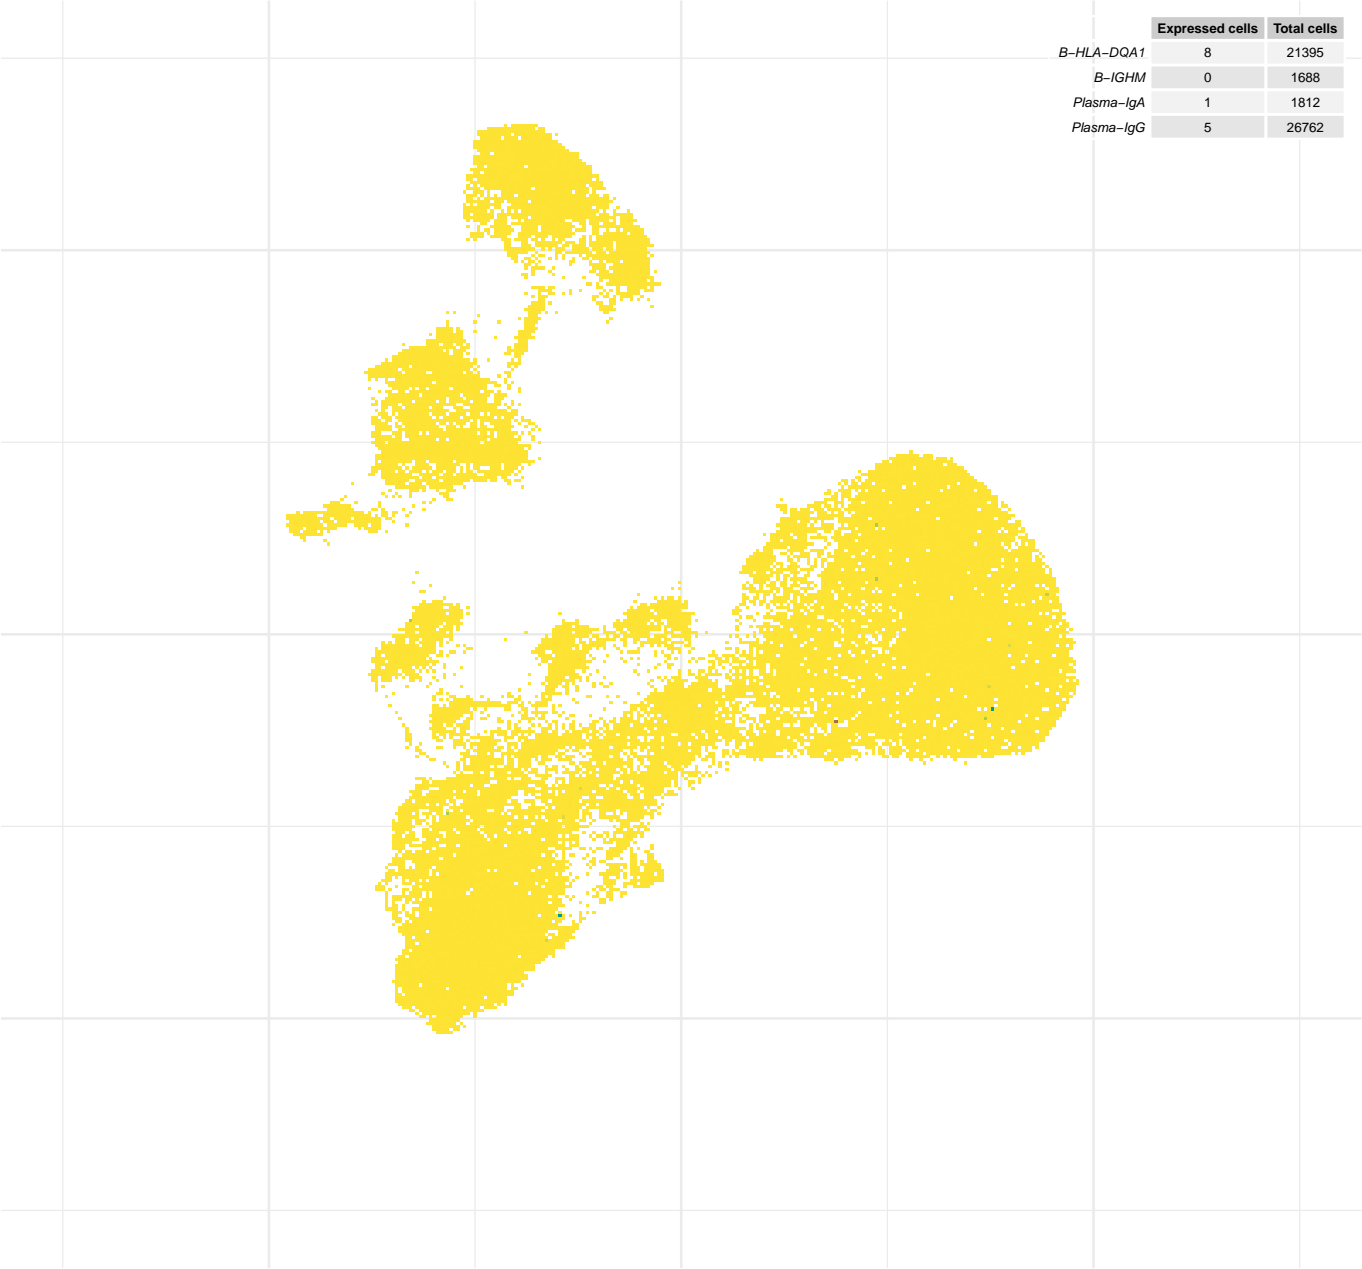 Expressed cells Total cells
B−HLA−DQA1 8 21395
B−IGHM 0 1688
Plasma−IgA 1 1812
Plasma−IgG 5 26762